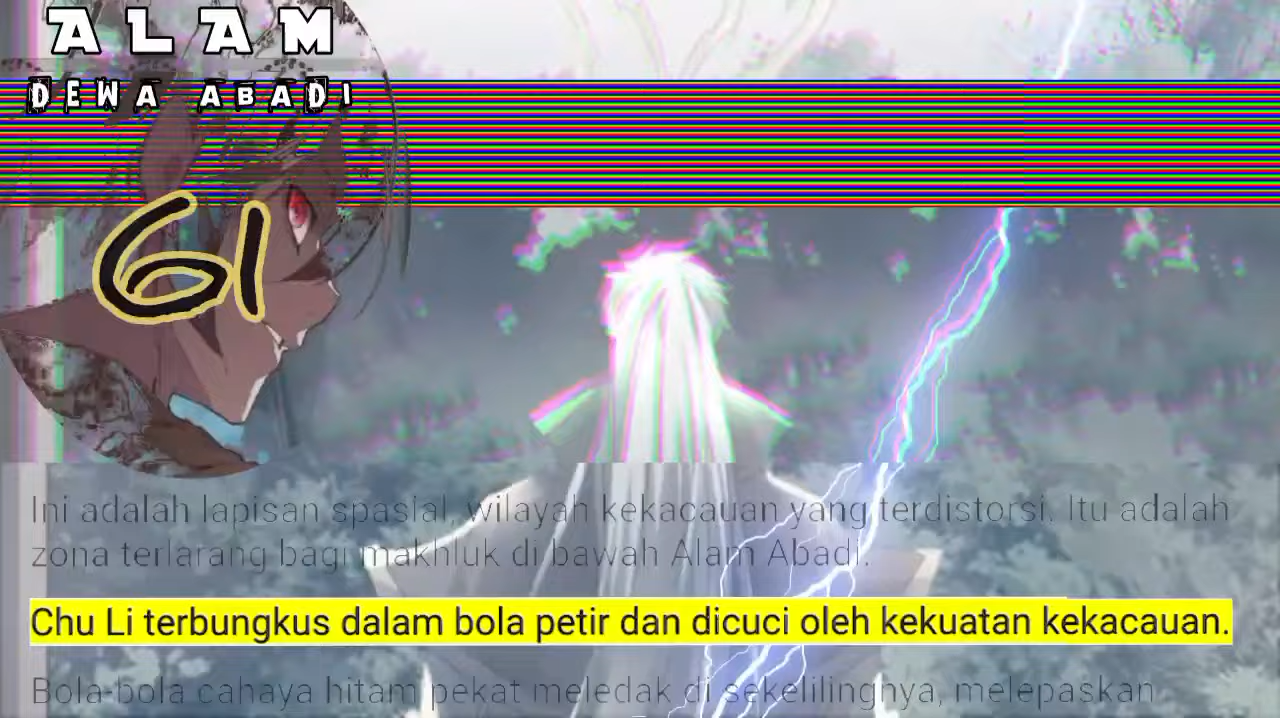 ALAM
DEWA ABADI
61
Ini adalah lapisan spasial, wilayah kekacauan yang terdistorsi. Itu adalah
zona terlarang bagi makhluk di bawah Alam Abadi.
Chu Li terbungkus dalam bola petir dan dicuci oleh kekuatan kekacauan.
Bola-bola cahaya hitam pekat meledak di sekelilingnya, melepaskan